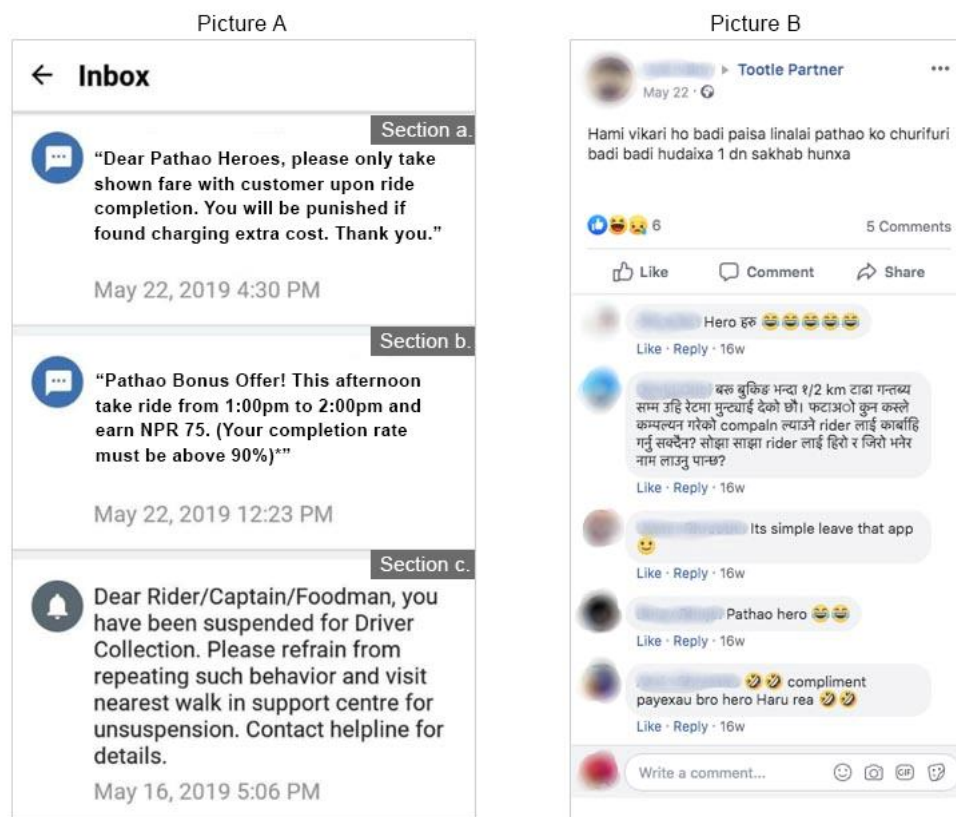 Picture A
Inbox
Section a.
“Dear Pathao Heroes, please only take
shown fare with customer upon ride
completion. You will be punished if
found charging extra cost. Thank you.”
May 22, 2019 4:30 PM
Section b.
“Pathao Bonus Offer! This afternoon
take ride from 1:00pm to 2:00pm and
earn NPR 75. (Your completion rate
must be above 90%)*”
May 22, 2019 12:23 PM
Section c.
Dear Rider/Captain/Foodman, you
have been suspended for Driver
Collection. Please refrain from
repeating such behavior and visit
nearest walk in support centre for
unsuspension. Contact helpline for
details.
May 16, 2019 5:06 PM
Picture B
Tootle Partner
May 22
Hami vikari ho badi paisa linalai pathao ko churifuri
badi badi hudaixa 1 dn sakhab hunxa
6
5 Comments
Like Comment Share
Hero हरु 😂😂😂😂😂
Like · Reply · 16w
बरू बुकिङ भन्दा १/2 km टाढा गन्तब्य
सम्म उहि रेटमा मुन्ट्याई देको छौ। फटाअो कुन कस्ले
कम्पल्यन गरेको compaln ल्याउने rider लाई कार्बाहि
गर्नु सक्दैन? सोझा साझा rider लाई हिरो र जिरो भनेर
नाम लाउनु पान्छ?
Like · Reply · 16w
Its simple leave that app
🙂
Like · Reply · 16w
Pathao hero 😂😂
Like · Reply · 16w
🤣🤣 compliment
payexau bro hero Haru rea 🤣🤣
Like · Reply · 16w
Write a comment...
GIF